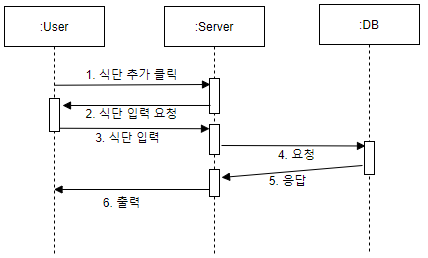 :User
:Server
:DB
1. 식단 추가 클릭
2. 식단 입력 요청
3. 식단 입력
4. 요청
5. 응답
6. 출력